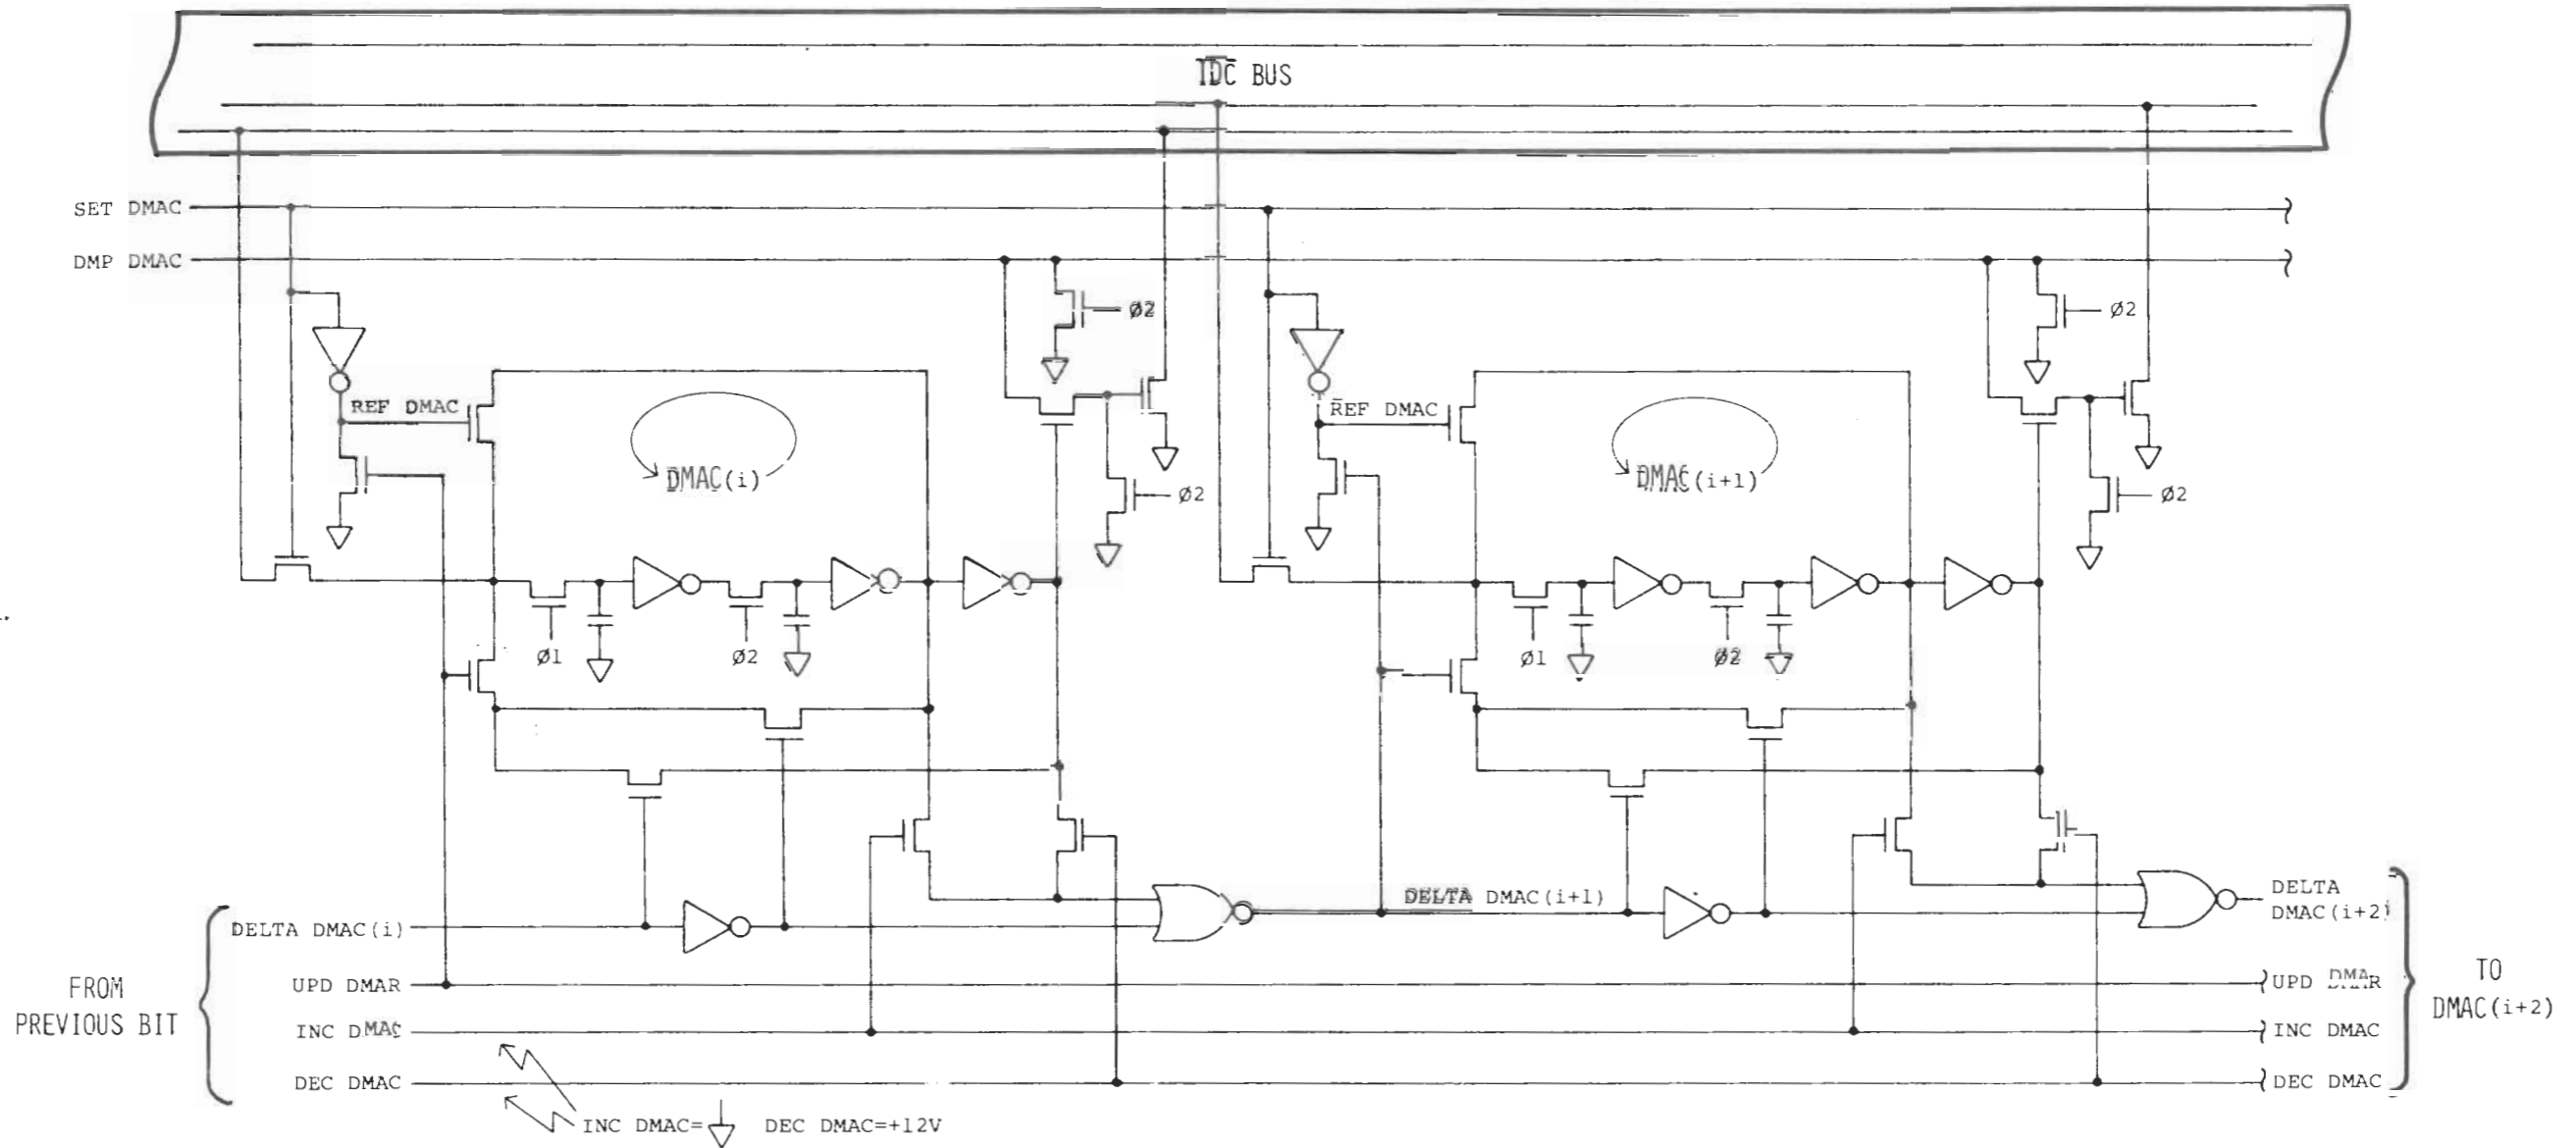 IDC BUS
SET DMAC
DMP DMAC
Ø2
Ø2
REF DMAC
REF DMAC
DMAC(i)
DMAC(i+1)
Ø2
Ø2
Ø1
Ø2
Ø1
Ø2
DELTA DMAC(i)
DELTA DMAC(i+1)
DELTA
DMAC(i+2)
FROM
PREVIOUS BIT
UPD DMAR
INC DMAC
DEC DMAC
UPD DMAR
INC DMAC
DEC DMAC
TO
DMAC(i+2)
INC DMAC=
DEC DMAC=+12V